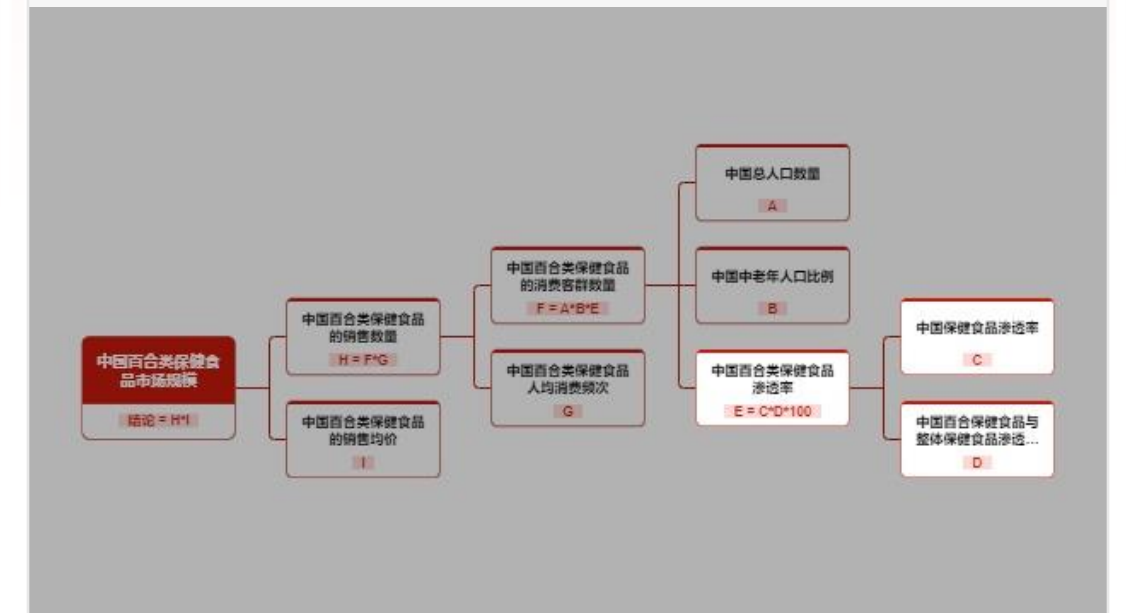 中国总人口数量
A
中国百合类保健食品
的消费客群数量
F = A*B*E
中国中老年人口比例
B
中国百合类保健食品
的销售数量
H = F*G
中国保健食品渗透率
C
中国百合类保健食
品市场规模
结论 = H*I
中国百合类保健食品
人均消费频次
G
中国百合类保健食品
渗透率
E = C*D*100
中国百合类保健食品
的销售均价
I
中国百合保健食品与
整体保健食品渗透...
D